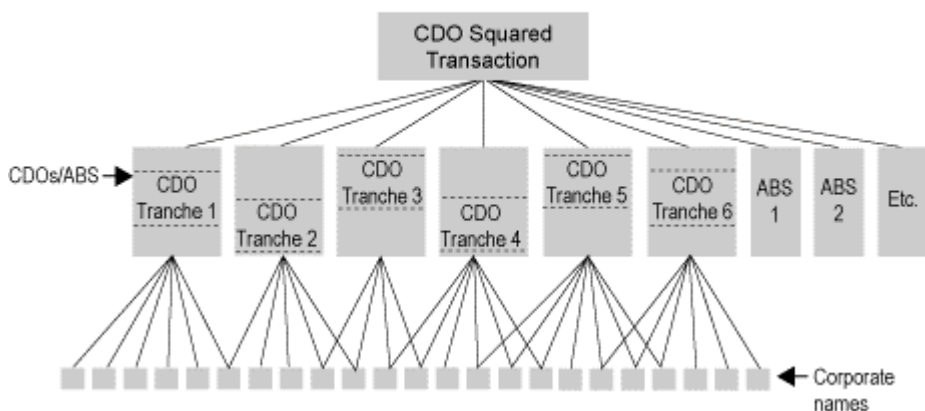 CDO Squared
Transaction
CDOs/ABS
CDO
Tranche 1
CDO
Tranche 2
CDO
Tranche 3
CDO
Tranche 4
CDO
Tranche 5
CDO
Tranche 6
ABS
1
ABS
2
Etc.
Corporate
names